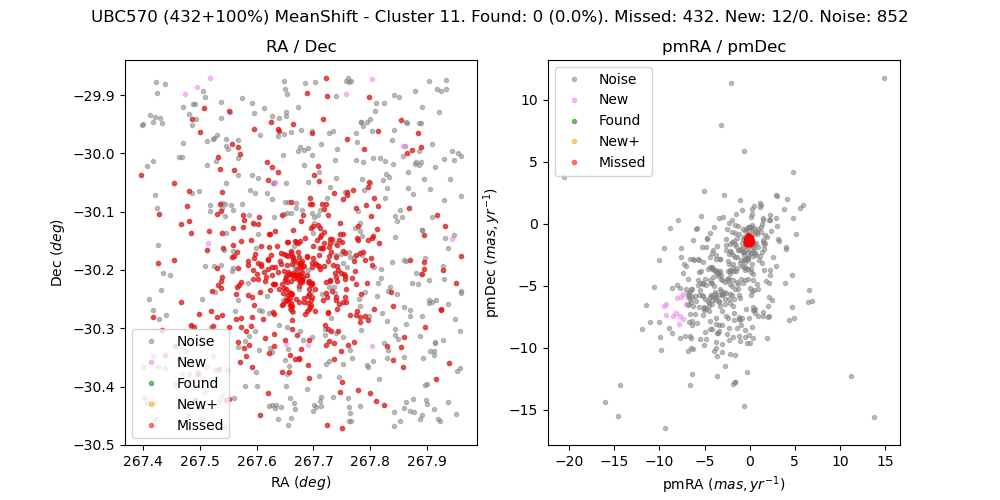 UBC570 (432+100%) MeanShift - Cluster 11. Found: 0 (0.0%). Missed: 432. New: 12/0. Noise: 852
RA / Dec
−29.9
−30.0
−30.1
−30.2
−30.3
−30.4
−30.5
Dec (deg)
Noise
New
Found
New+
Missed
267.4 267.5 267.6 267.7 267.8 267.9
RA (deg)
pmRA / pmDec
10
5
0
−5
−10
−15
pmDec (mas, yr⁻¹)
Noise
New
Found
New+
Missed
−20 −15 −10 −5 0 5 10 15
pmRA (mas, yr⁻¹)